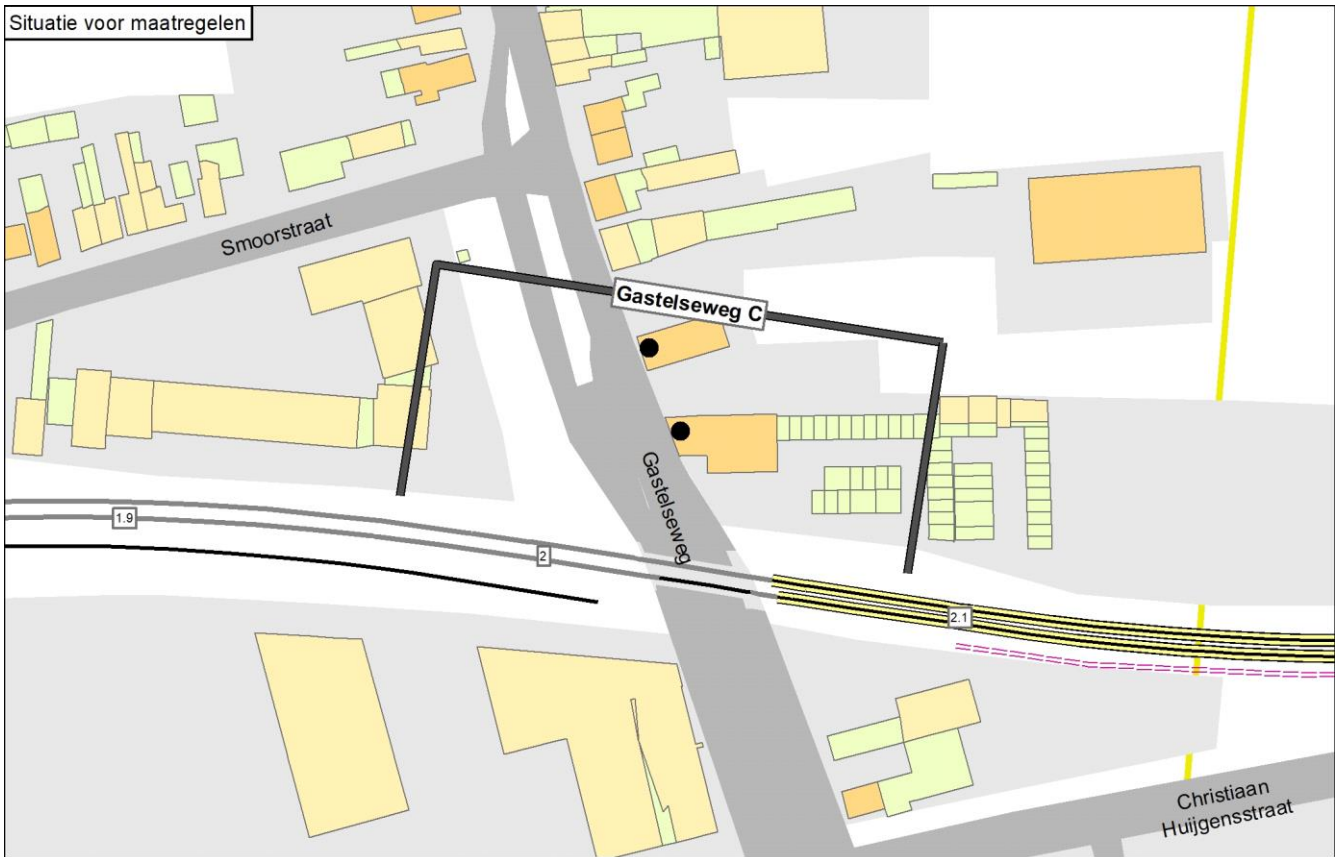 Situatie voor maatregelen
Smoorstraat
Gastelseweg C
Gastelseweg
1.9
2
2.1
Christiaan
Huijgensstraat